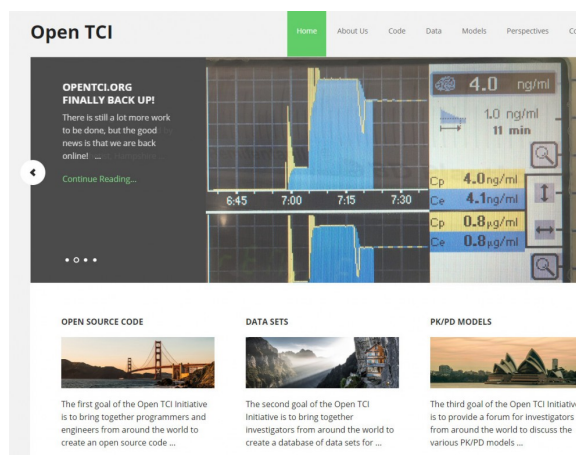 Open TCI
Home About Us Code Data Models Perspectives
OPENTCI.ORG
FINALLY BACK UP!
There is still a lot more work
to be done, but the good
news is that we are back
online! ...
Continue Reading...
4.0 ng/ml
1.0 ng/ml
11 min
Cp 4.0 ng/ml
Ce 4.1 ng/ml
6:45 7:00 7:15 7:30
Cp 0.8 µg/ml
Ce 0.8 µg/ml
OPEN SOURCE CODE
The first goal of the Open TCI Initiative
is to bring together programmers and
engineers from around the world to
create an open source code ...
DATA SETS
The second goal of the Open TCI
Initiative is to bring together
investigators from around the world to
create a database of data sets for ...
PK/PD MODELS
The third goal of the Open TCI Initiative
is to provide a forum for investigators
from around the world to discuss the
various PK/PD models ...